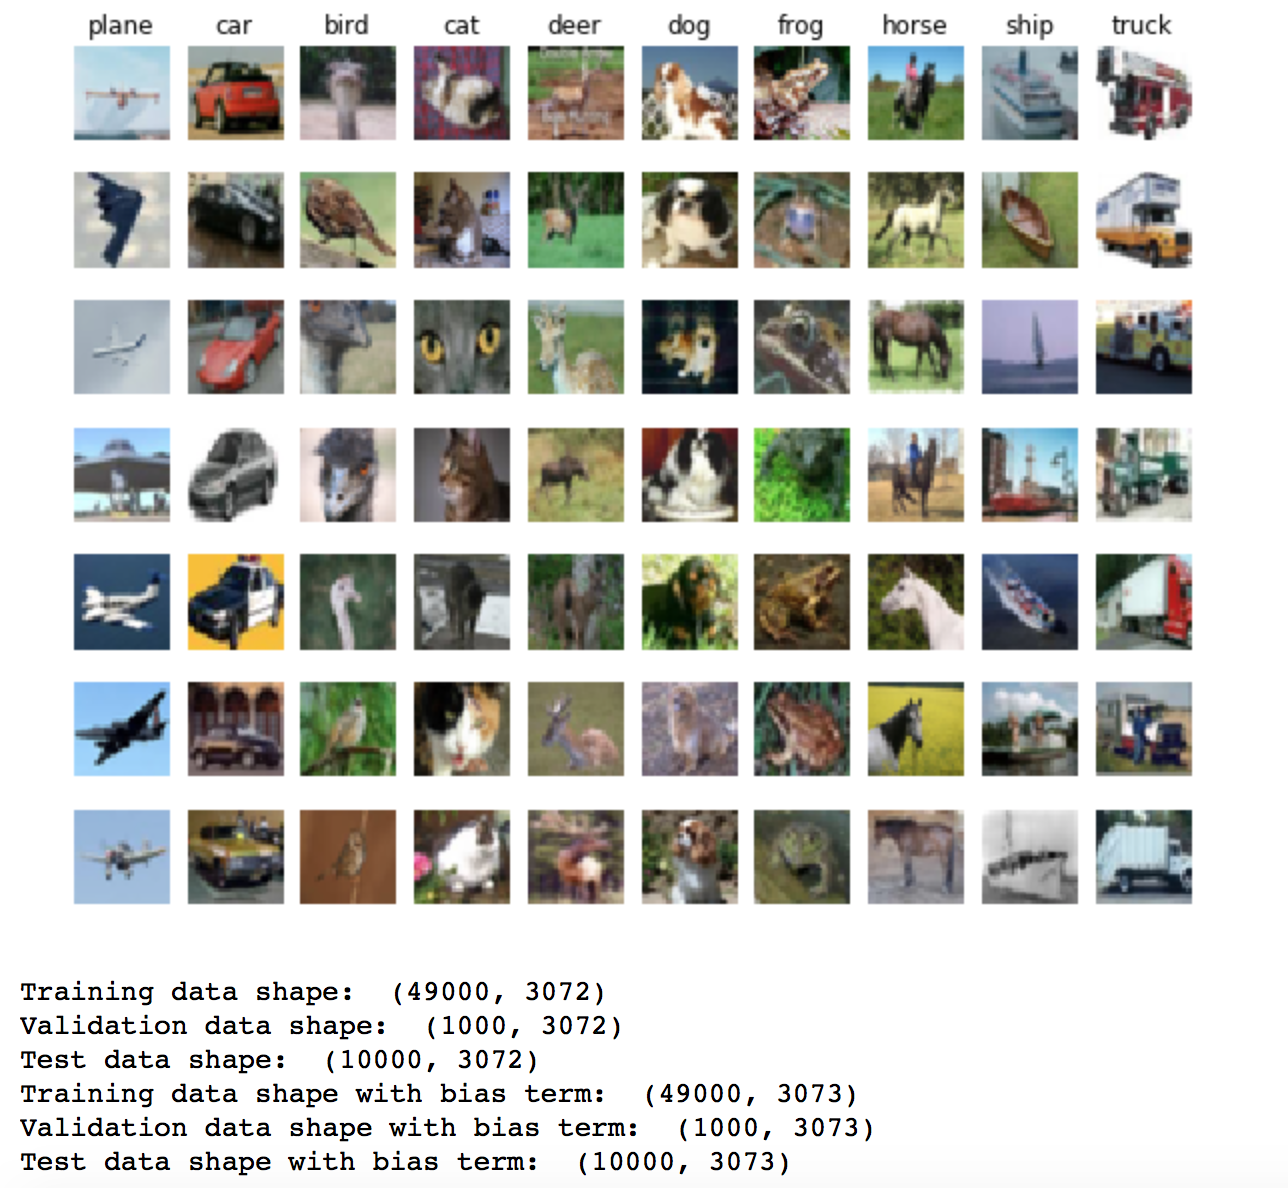 plane car bird cat deer dog frog horse ship truck
Training data shape:  (49000, 3072)
Validation data shape:  (1000, 3072)
Test data shape:  (10000, 3072)
Training data shape with bias term:  (49000, 3073)
Validation data shape with bias term:  (1000, 3073)
Test data shape with bias term:  (10000, 3073)